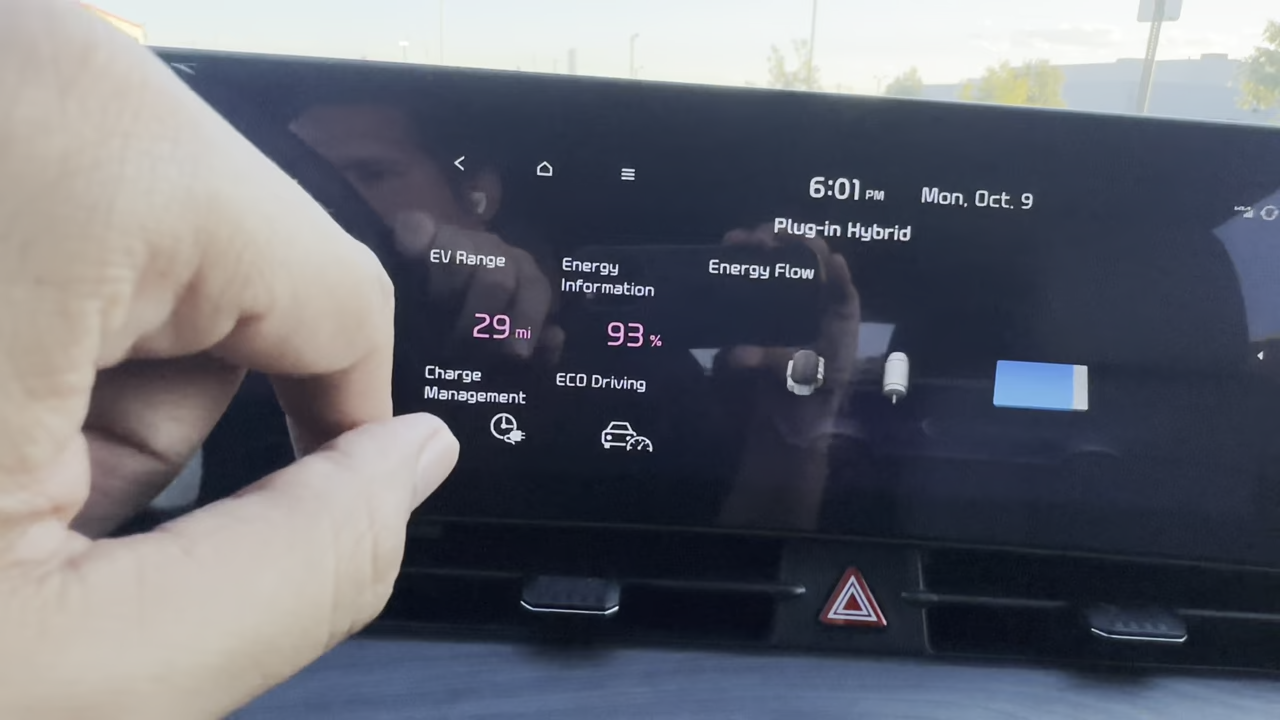 6:01 PM Mon, Oct. 9
Plug-in Hybrid
EV Range
Energy
Information
Energy Flow
29 mi
93 %
Charge
Management
ECO Driving